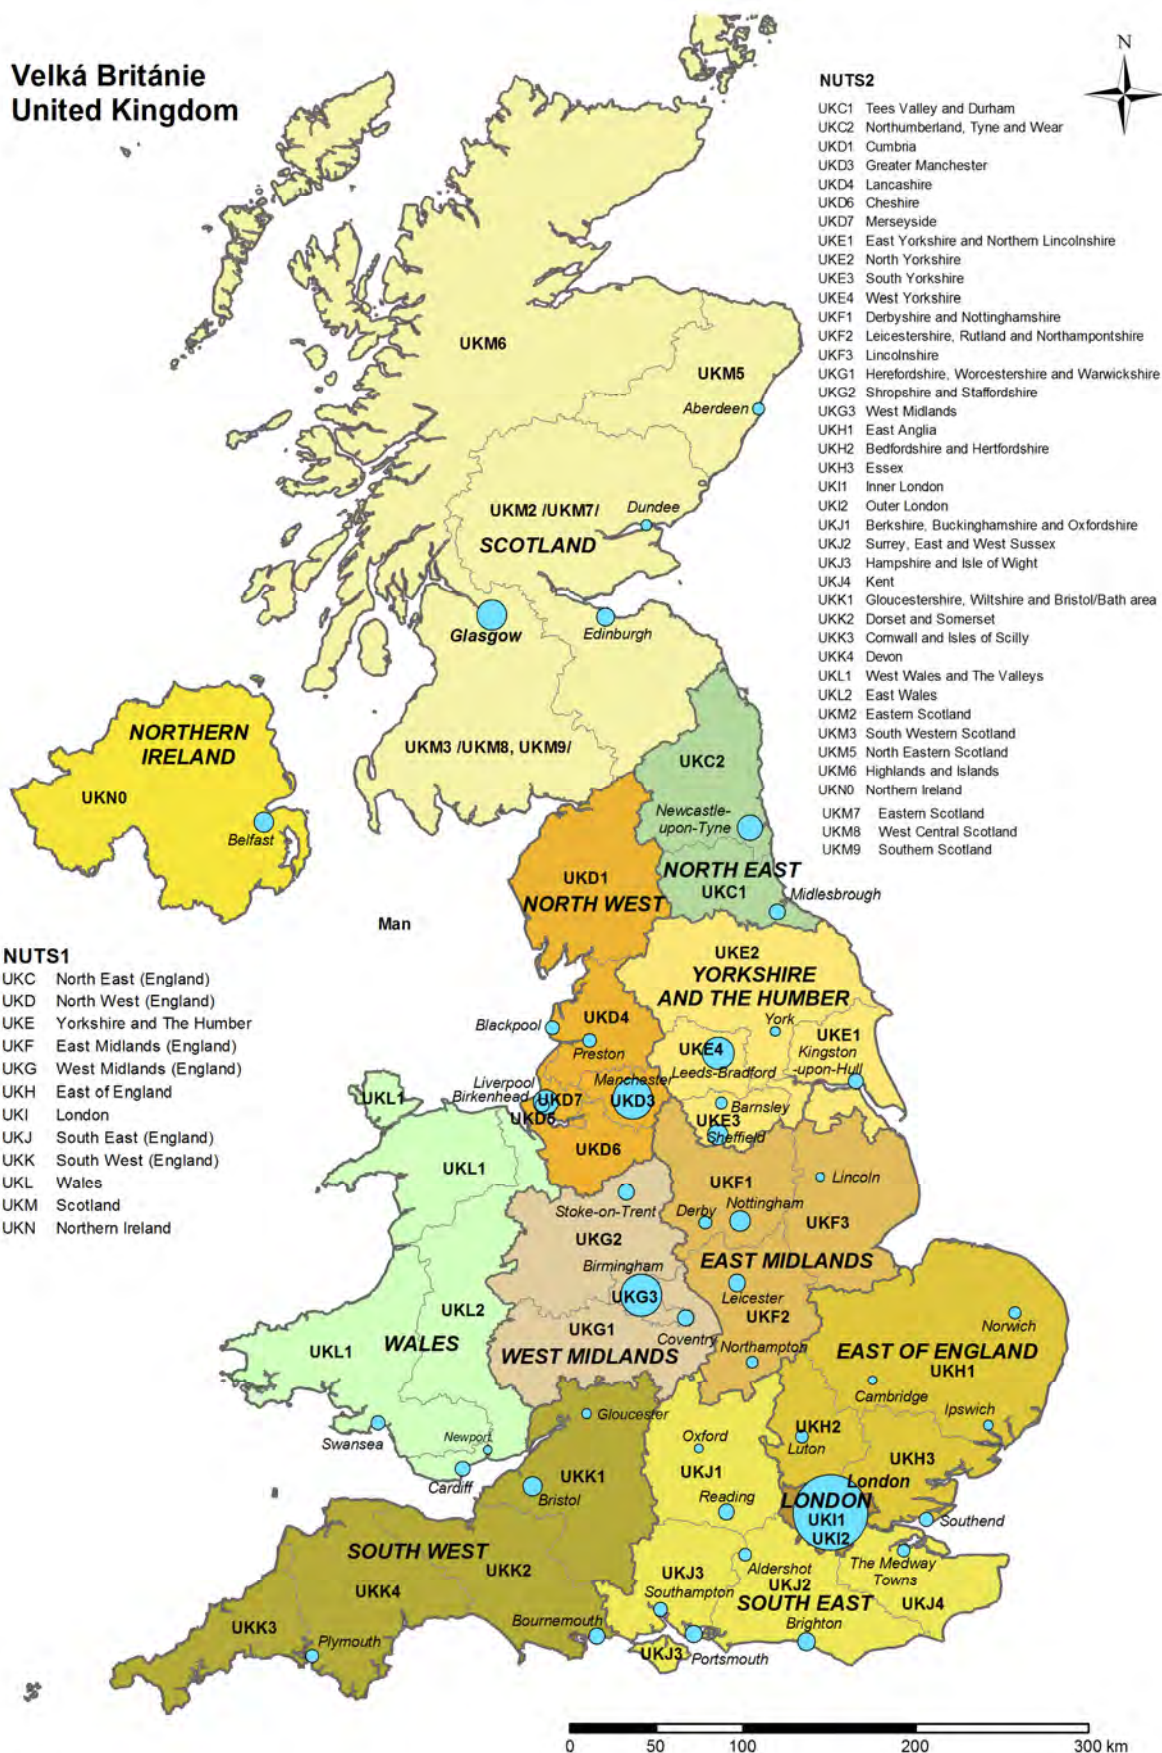 Velká Británie
United Kingdom
N
NUTS2
UKC1 Tees Valley and Durham
UKC2 Northumberland, Tyne and Wear
UKD1 Cumbria
UKD3 Greater Manchester
UKD4 Lancashire
UKD6 Cheshire
UKD7 Merseyside
UKE1 East Yorkshire and Northern Lincolnshire
UKE2 North Yorkshire
UKE3 South Yorkshire
UKE4 West Yorkshire
UKF1 Derbyshire and Nottinghamshire
UKF2 Leicestershire, Rutland and Northampontshire
UKF3 Lincolnshire
UKG1 Herefordshire, Worcestershire and Warwickshire
UKG2 Shropshire and Staffordshire
UKG3 West Midlands
UKH1 East Anglia
UKH2 Bedfordshire and Hertfordshire
UKH3 Essex
UKI1 Inner London
UKI2 Outer London
UKJ1 Berkshire, Buckinghamshire and Oxfordshire
UKJ2 Surrey, East and West Sussex
UKJ3 Hampshire and Isle of Wight
UKJ4 Kent
UKK1 Gloucestershire, Wiltshire and Bristol/Bath area
UKK2 Dorset and Somerset
UKK3 Cornwall and Isles of Scilly
UKK4 Devon
UKL1 West Wales and The Valleys
UKL2 East Wales
UKM2 Eastern Scotland
UKM3 South Western Scotland
UKM5 North Eastern Scotland
UKM6 Highlands and Islands
UKN0 Northern Ireland
UKM7 Eastern Scotland
UKM8 West Central Scotland
UKM9 Southern Scotland
UKM6
UKM5
Aberdeen
UKM2 /UKM7/
Dundee
SCOTLAND
Glasgow
Edinburgh
UKM3 /UKM8, UKM9/
NORTHERN
IRELAND
UKN0
Belfast
UKC2
Newcastle-
upon-Tyne
NORTH EAST
UKC1
Midlesbrough
UKD1
NORTH WEST
Man
NUTS1
UKC North East (England)
UKD North West (England)
UKE Yorkshire and The Humber
UKF East Midlands (England)
UKG West Midlands (England)
UKH East of England
UKI London
UKJ South East (England)
UKK South West (England)
UKL Wales
UKM Scotland
UKN Northern Ireland
UKE2
YORKSHIRE
AND THE HUMBER
York
UKE1
Kingston
-upon-Hull
UKE4
Leeds-Bradford
Blackpool
UKD4
Preston
Liverpool
Birkenhead
UKD7
UKD5
Manchester
UKD3
Barnsley
UKE3
Sheffield
UKD6
UKL1
UKL1
UKF1
Lincoln
Nottingham
Derby
UKF3
Stoke-on-Trent
UKG2
EAST MIDLANDS
Birmingham
UKG3
Leicester
UKF2
UKL2
UKG1
Coventry
WEST MIDLANDS
Northampton
UKL1
WALES
Norwich
EAST OF ENGLAND
UKH1
Cambridge
Ipswich
Gloucester
UKH2
Luton
UKH3
Swansea
Newport
Cardiff
Oxford
UKJ1
UKK1
Bristol
Reading
London
LONDON
UKI1
UKI2
Southend
SOUTH WEST
UKK2
UKK4
UKJ3
Southampton
Aldershot
UKJ2
The Medway
Towns
SOUTH EAST
UKJ4
UKK3
Plymouth
Bournemouth
Brighton
UKJ3
Portsmouth
0 50 100 200 300 km